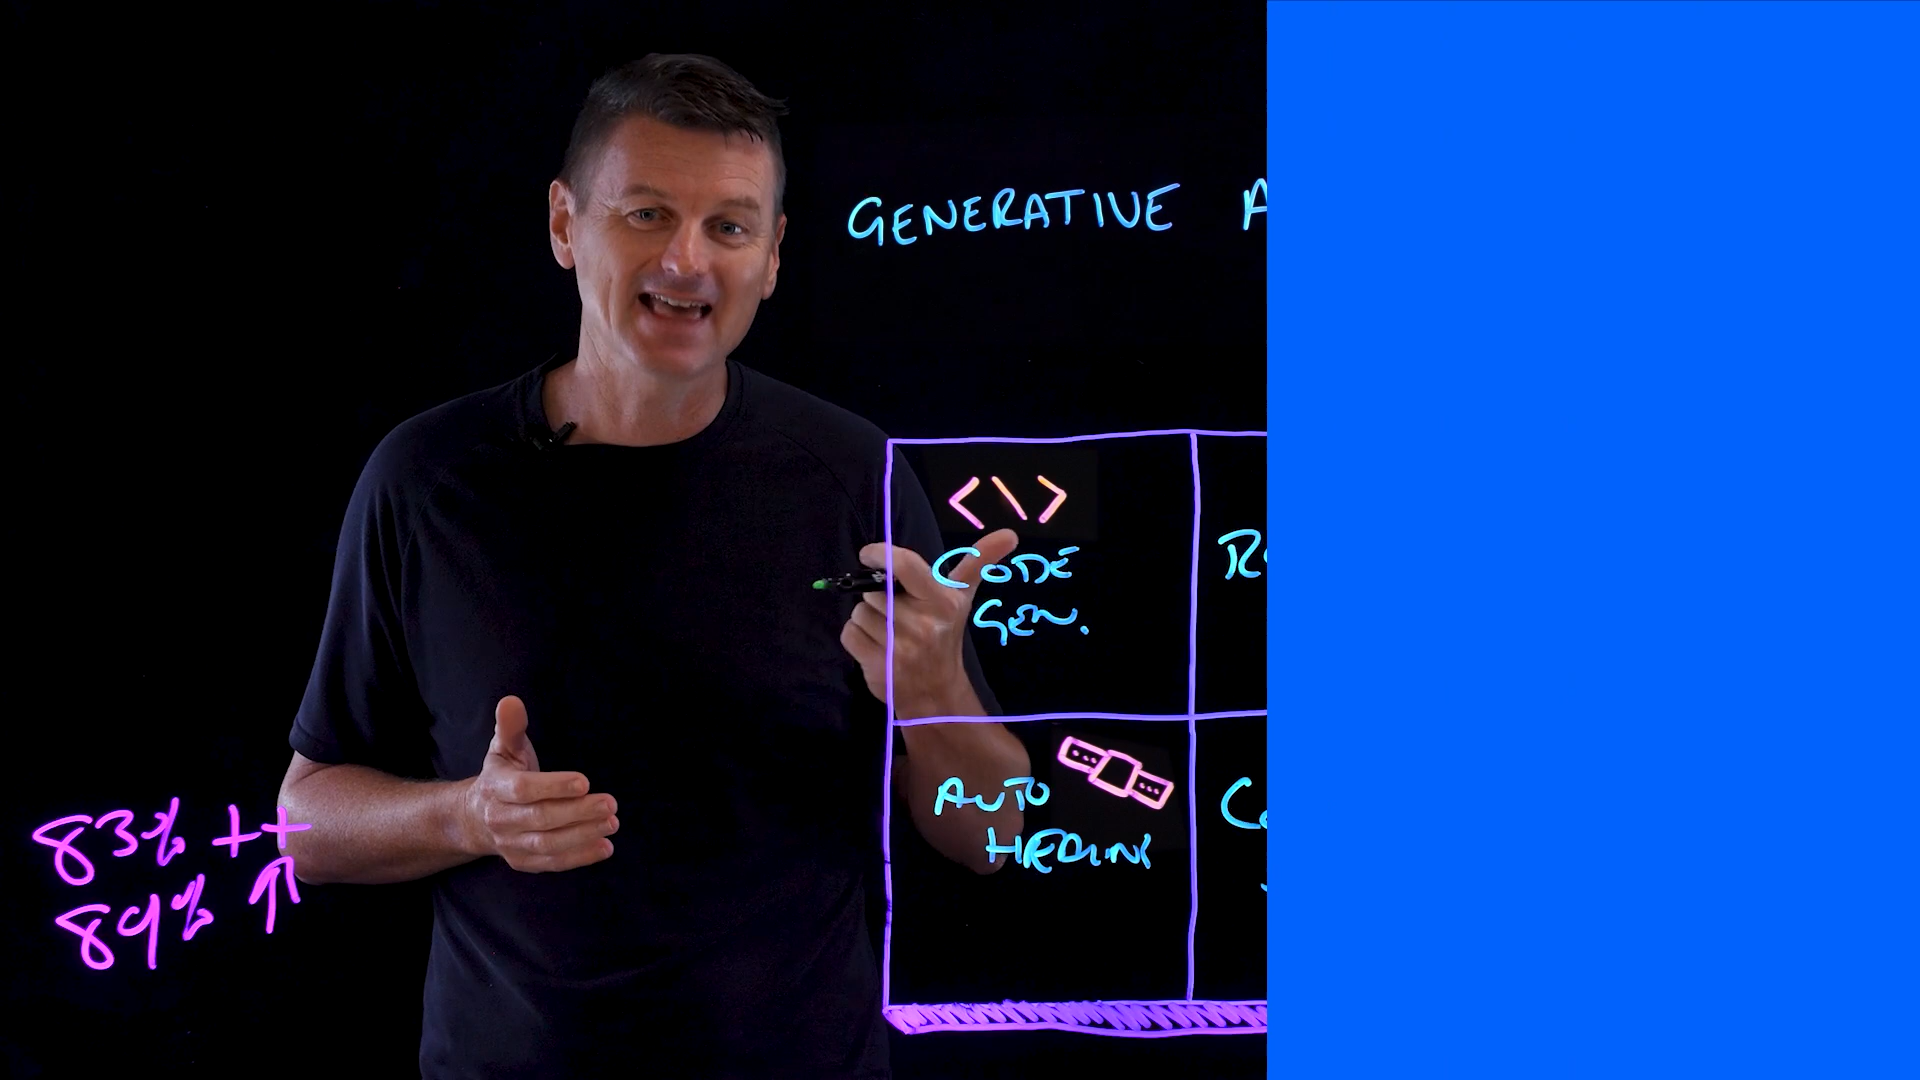 GENERATIVE A
<\>
CODE
GEN.
AUTO
HEALING
83% ++
89% ↑